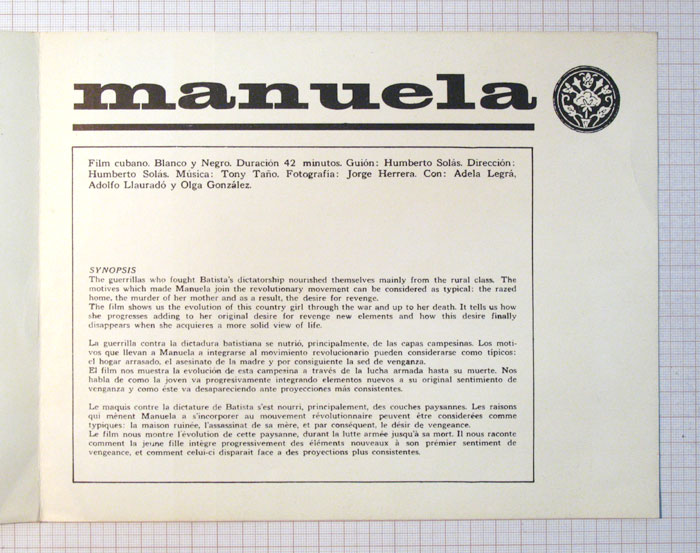 manuela
Film cubano. Blanco y Negro. Duración 42 minutos. Guión: Humberto Solás. Dirección:
Humberto Solás. Música: Tony Taño. Fotografía: Jorge Herrera. Con: Adela Legrá,
Adolfo Llauradó y Olga González.
SYNOPSIS
The guerrillas who fought Batista's dictatorship nourished themselves mainly from the rural class. The
motives which made Manuela join the revolutionary movement can be considered as typical: the razed
home, the murder of her mother and as a result, the desire for revenge.
The film shows us the evolution of this country girl through the war and up to her death. It tells us how
she progresses adding to her original desire for revenge new elements and how this desire finally
disappears when she acquieres a more solid view of life.
La guerrilla contra la dictadura batistiana se nutrió, principalmente, de las capas campesinas. Los moti-
vos que llevan a Manuela a integrarse al movimiento revolucionario pueden considerarse como típicos:
el hogar arrasado, el asesinato de la madre y por consiguiente la sed de venganza.
El film nos muestra la evolución de esta campesina a través de la lucha armada hasta su muerte. Nos
habla de como la joven va progresivamente integrando elementos nuevos a su original sentimiento de
venganza y como éste va desapareciendo ante proyecciones más consistentes.
Le maquis contre la dictature de Batista s'est nourri, principalement, des couches paysannes. Les raisons
qui mènent Manuela a s'incorporer au mouvement révolutionnaire peuvent être considerées comme
typiques: la maison ruinée, l'assassinat de sa mère, et par conséquent, le désir de vengeance.
Le film nous montre l'évolution de cette paysanne, durant la lutte armée jusqu'à sa mort. Il nous raconte
comment la jeune fille intègre progressivement des éléments nouveaux à son prémier sentiment de
vengeance, et comment celui-ci disparait face a des proyections plus consistentes.